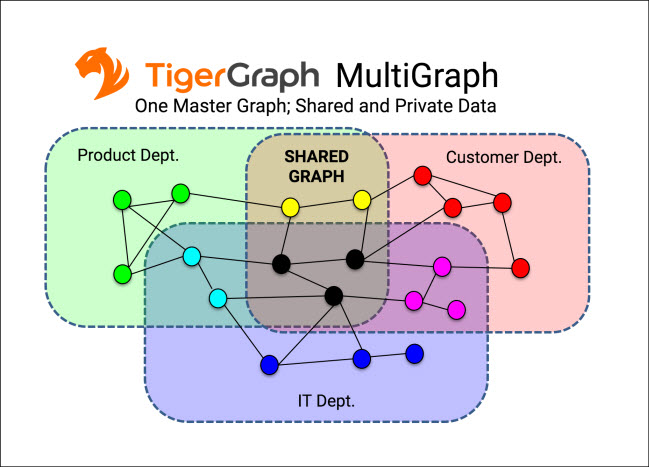 TigerGraph MultiGraph
One Master Graph; Shared and Private Data
Product Dept.
SHARED
GRAPH
Customer Dept.
IT Dept.